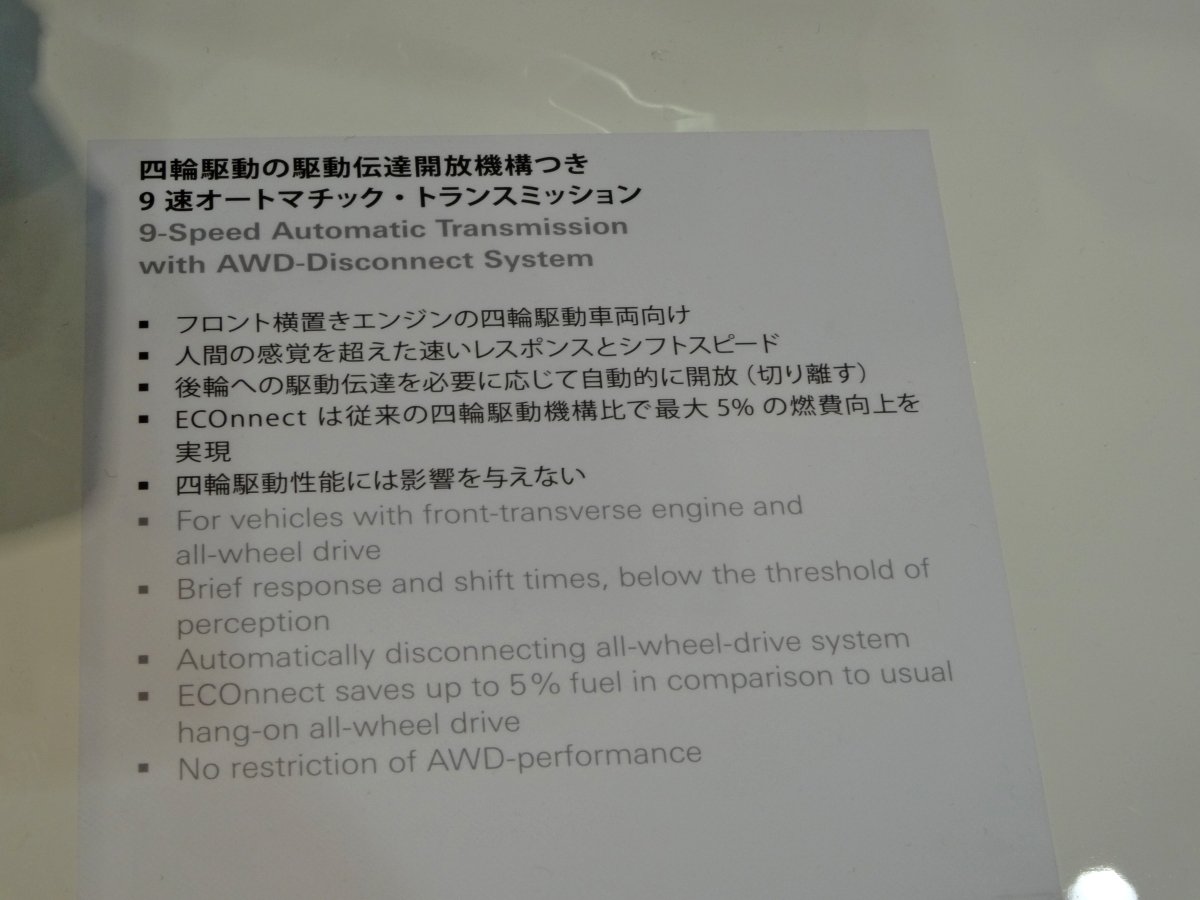 四輪駆動の駆動伝達開放機構つき
9 速オートマチック・トランスミッション
9-Speed Automatic Transmission
with AWD-Disconnect System
▪ フロント横置きエンジンの四輪駆動車両向け
▪ 人間の感覚を超えた速いレスポンスとシフトスピード
▪ 後輪への駆動伝達を必要に応じて自動的に開放（切り離す）
▪ ECOnnect は従来の四輪駆動機構比で最大 5% の燃費向上を
実現
▪ 四輪駆動性能には影響を与えない
▪ For vehicles with front-transverse engine and
all-wheel drive
▪ Brief response and shift times, below the threshold of
perception
▪ Automatically disconnecting all-wheel-drive system
▪ ECOnnect saves up to 5% fuel in comparison to usual
hang-on all-wheel drive
▪ No restriction of AWD-performance